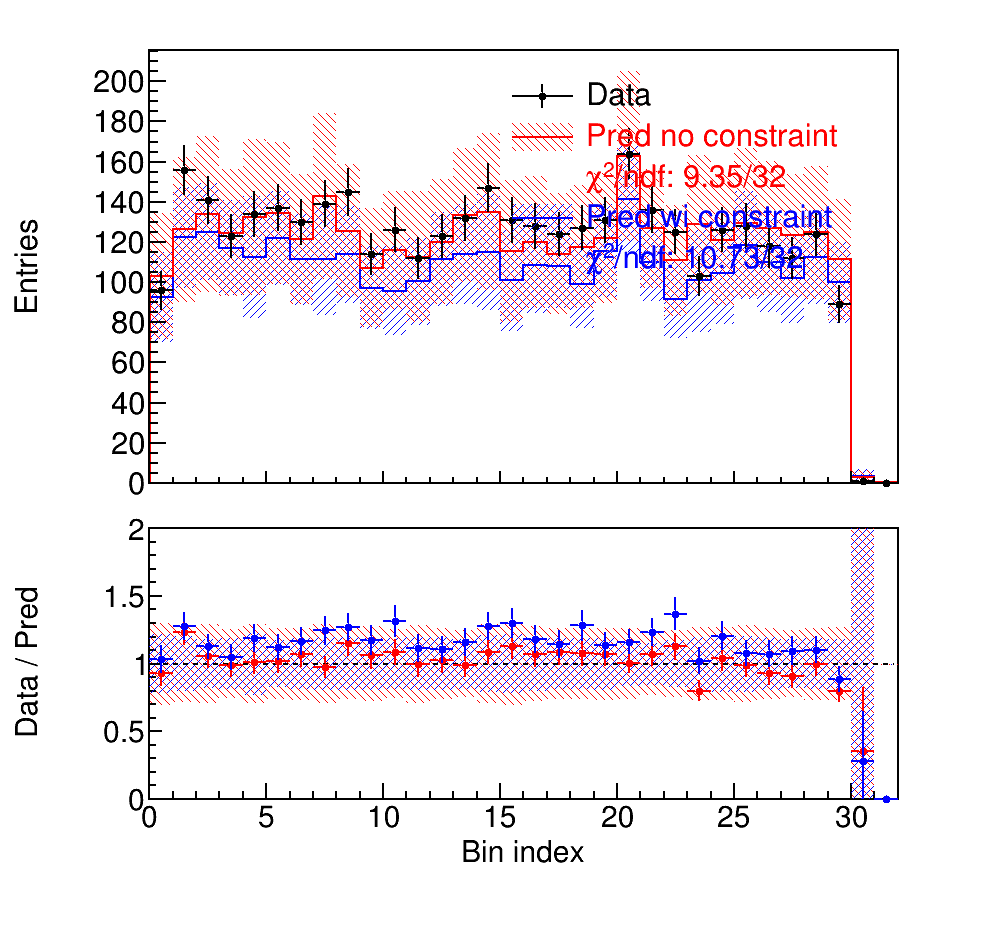 200
180
160
140
120
100
80
60
40
20
0
Entries
Data
Pred no constraint
χ²/ndf: 9.35/32
Pred wi constraint
χ²/ndf: 10.73/32
2
1.5
1
0.5
0
Data / Pred
0 5 10 15 20 25 30
Bin index